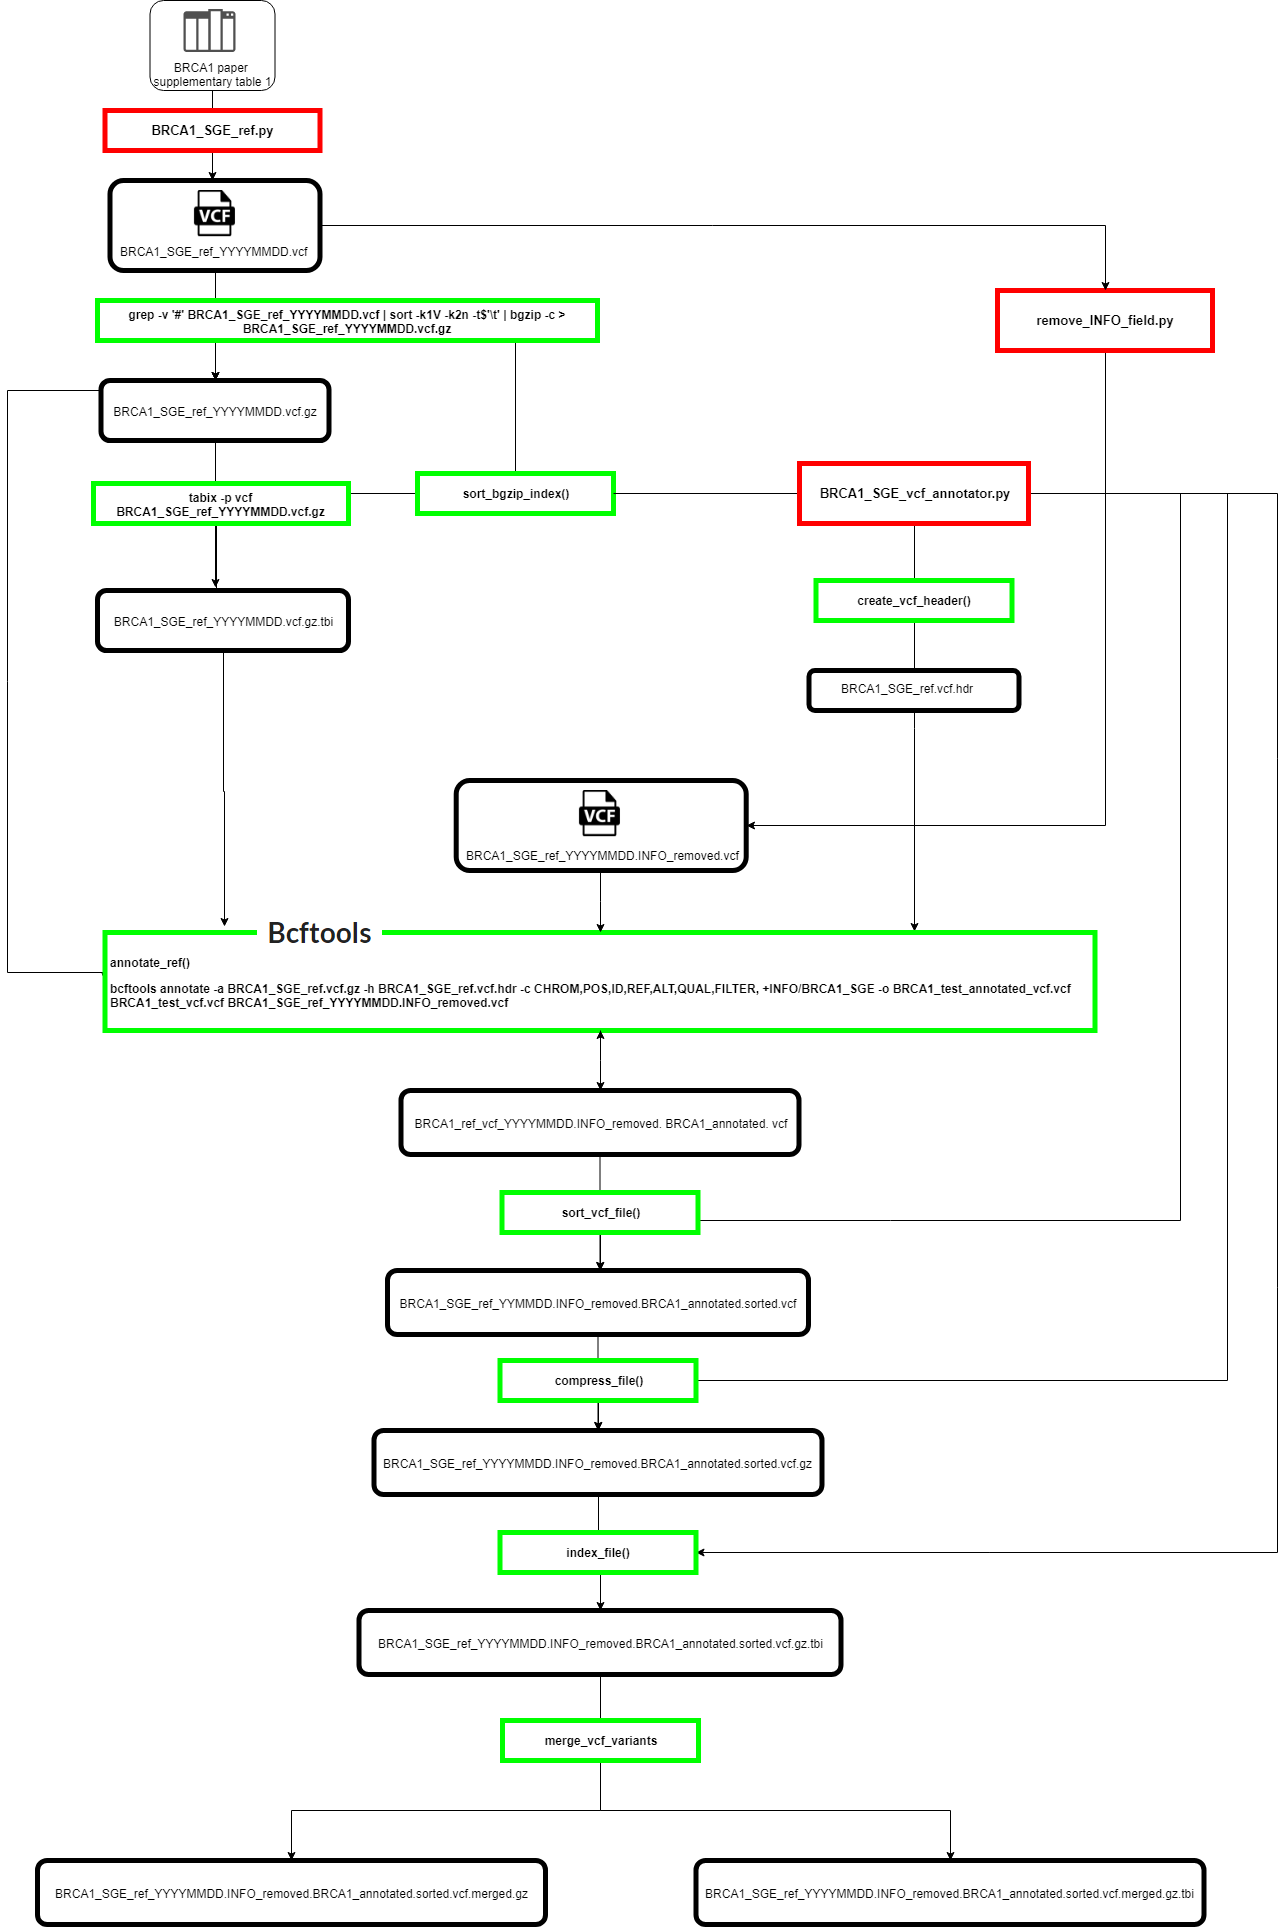 BRCA1 paper
supplementary table 1
BRCA1_SGE_ref.py
VCF
BRCA1_SGE_ref_YYYYMMDD.vcf
grep -v '#' BRCA1_SGE_ref_YYYYMMDD.vcf | sort -k1V -k2n -t$'\t' | bgzip -c >
BRCA1_SGE_ref_YYYYMMDD.vcf.gz
remove_INFO_field.py
BRCA1_SGE_ref_YYYYMMDD.vcf.gz
tabix -p vcf
BRCA1_SGE_ref_YYYYMMDD.vcf.gz
sort_bgzip_index()
BRCA1_SGE_vcf_annotator.py
create_vcf_header()
BRCA1_SGE_ref_YYYYMMDD.vcf.gz.tbi
BRCA1_SGE_ref.vcf.hdr
VCF
BRCA1_SGE_ref_YYYYMMDD.INFO_removed.vcf
Bcftools
annotate_ref()
bcftools annotate -a BRCA1_SGE_ref.vcf.gz -h BRCA1_SGE_ref.vcf.hdr -c CHROM,POS,ID,REF,ALT,QUAL,FILTER, +INFO/BRCA1_SGE -o BRCA1_test_annotated_vcf.vcf
BRCA1_test_vcf.vcf BRCA1_SGE_ref_YYYYMMDD.INFO_removed.vcf
BRCA1_ref_vcf_YYYYMMDD.INFO_removed. BRCA1_annotated. vcf
sort_vcf_file()
BRCA1_SGE_ref_YYMMDD.INFO_removed.BRCA1_annotated.sorted.vcf
compress_file()
BRCA1_SGE_ref_YYYYMMDD.INFO_removed.BRCA1_annotated.sorted.vcf.gz
index_file()
BRCA1_SGE_ref_YYYYMMDD.INFO_removed.BRCA1_annotated.sorted.vcf.gz.tbi
merge_vcf_variants
BRCA1_SGE_ref_YYYYMMDD.INFO_removed.BRCA1_annotated.sorted.vcf.merged.gz
BRCA1_SGE_ref_YYYYMMDD.INFO_removed.BRCA1_annotated.sorted.vcf.merged.gz.tbi